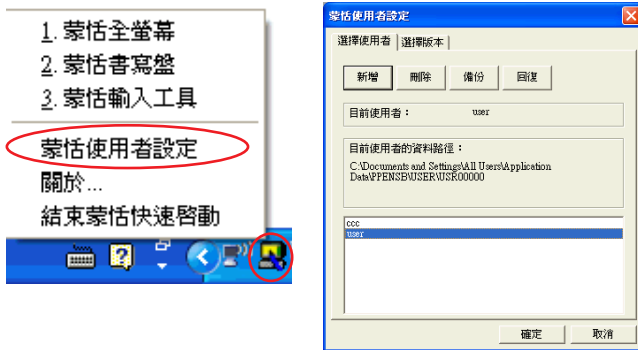 1. 蒙恬全螢幕
2. 蒙恬書寫盤
3. 蒙恬輸入工具
蒙恬使用者設定
關於...
結束蒙恬快速啓動
蒙恬使用者設定
選擇使用者 選擇版本
新增 刪除 備份 回復
目前使用者： user
目前使用者的資料路徑：
C:\Documents and Settings\All Users\Application
Data\PPENSB\USER\USR00000
ccc
user
確定 取消